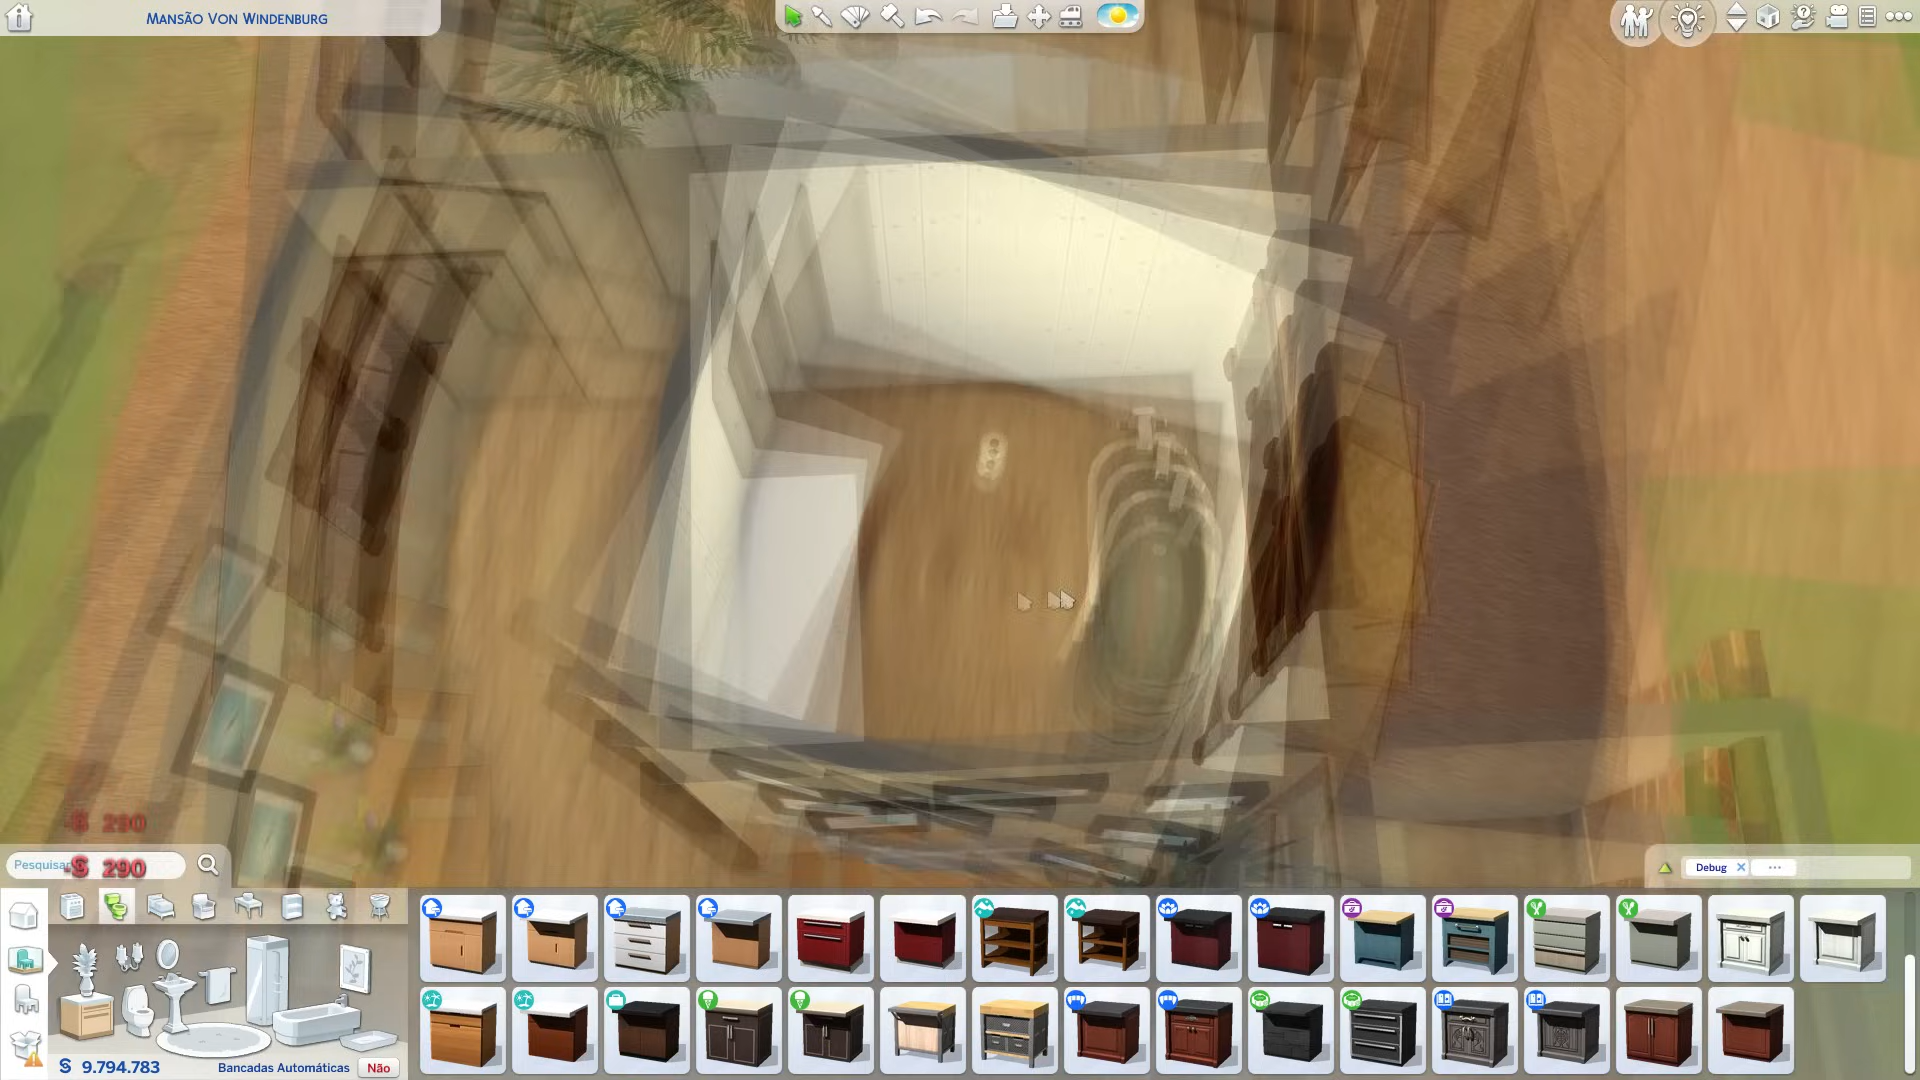 Mansão Von Windenburg
-§ 290
Pesquisar
-§ 290
Debug
§ 9.794.783
Bancadas Automáticas
Não